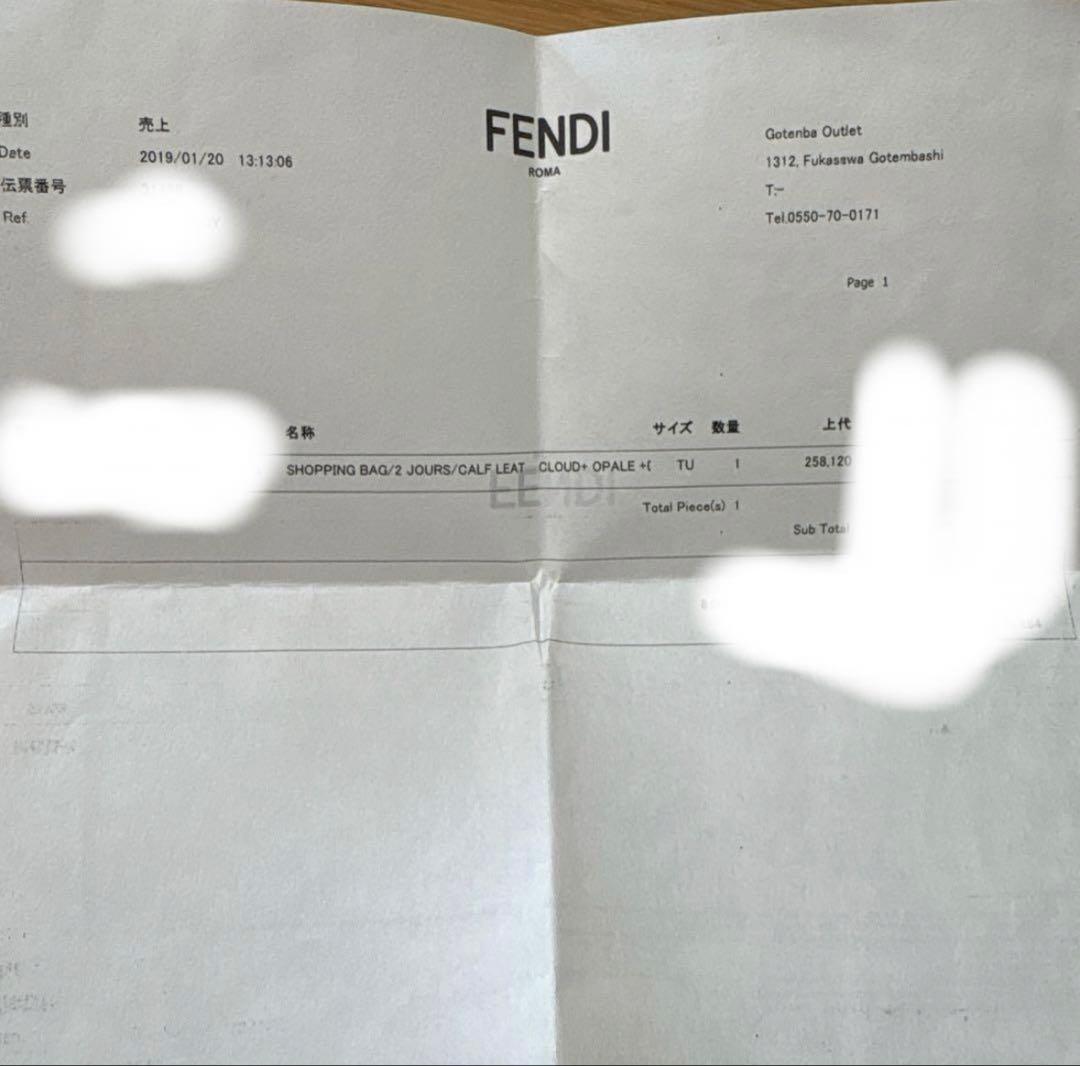 種別 売上
Date 2019/01/20 13:13:06
伝票番号
Ref.
FENDI
ROMA
Gotenba Outlet
1312, Fukasawa Gotembashi
T:-
Tel.0550-70-0171
Page 1
名称 サイズ 数量 上代
SHOPPING BAG/2 JOURS/CALF LEAT CLOUD+ OPALE +( TU 1 258,120
Total Piece(s) 1
Sub Total